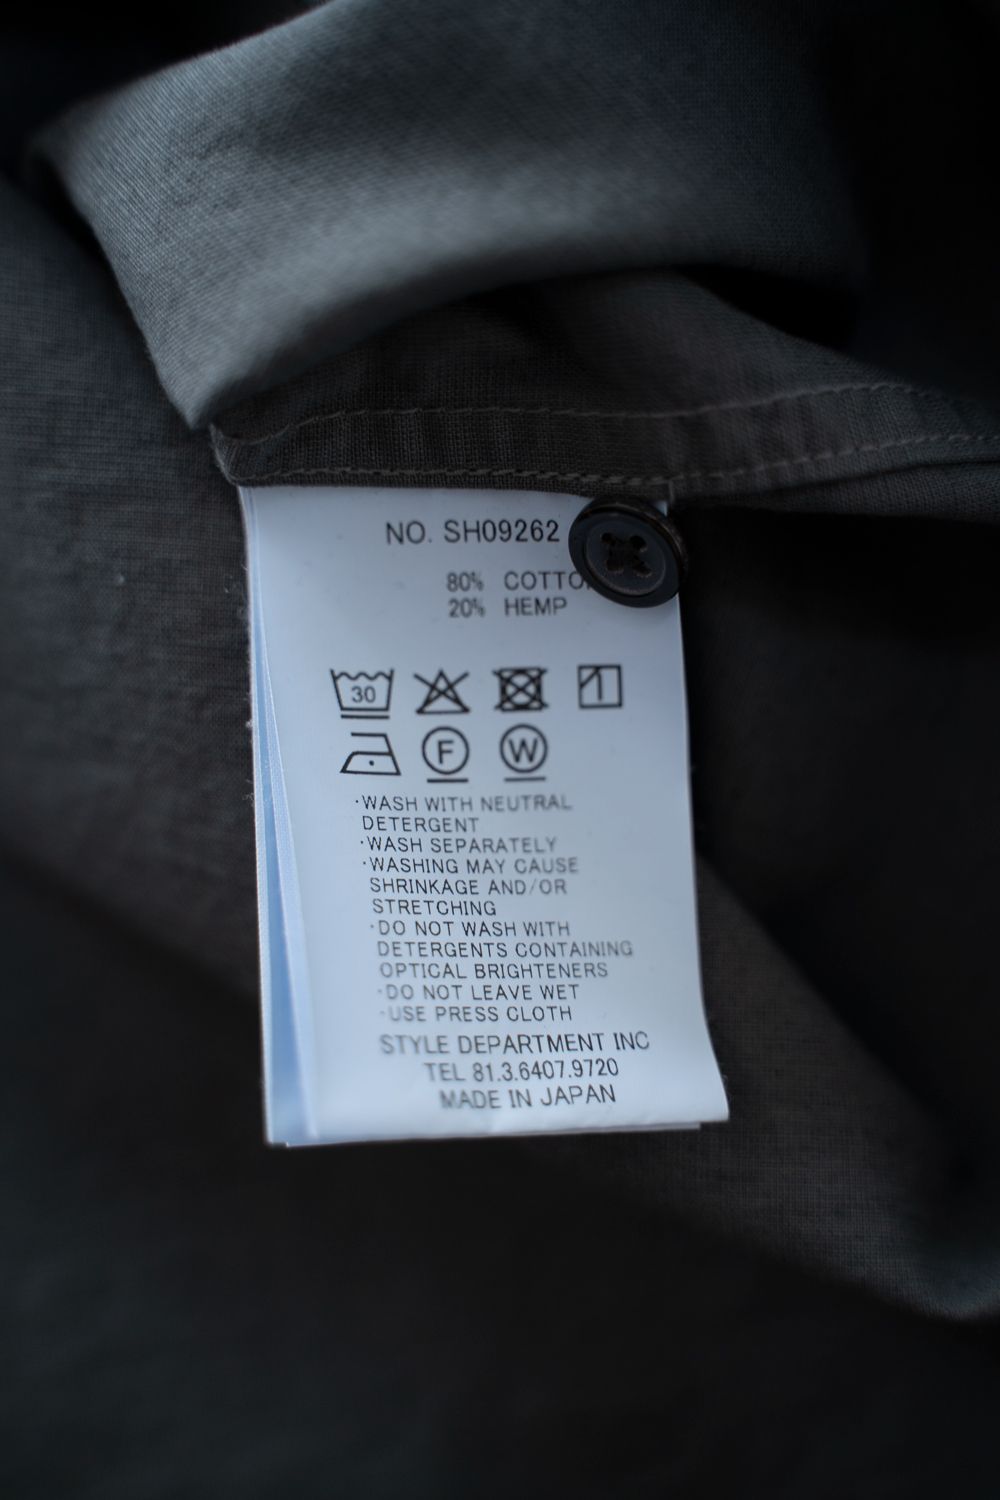 NO. SH09262
80% COTTO
20% HEMP
30
F W
·WASH WITH NEUTRAL
DETERGENT
·WASH SEPARATELY
·WASHING MAY CAUSE
SHRINKAGE AND/OR
STRETCHING
·DO NOT WASH WITH
DETERGENTS CONTAINING
OPTICAL BRIGHTENERS
·DO NOT LEAVE WET
·USE PRESS CLOTH
STYLE DEPARTMENT INC
TEL 81.3.6407.9720
MADE IN JAPAN